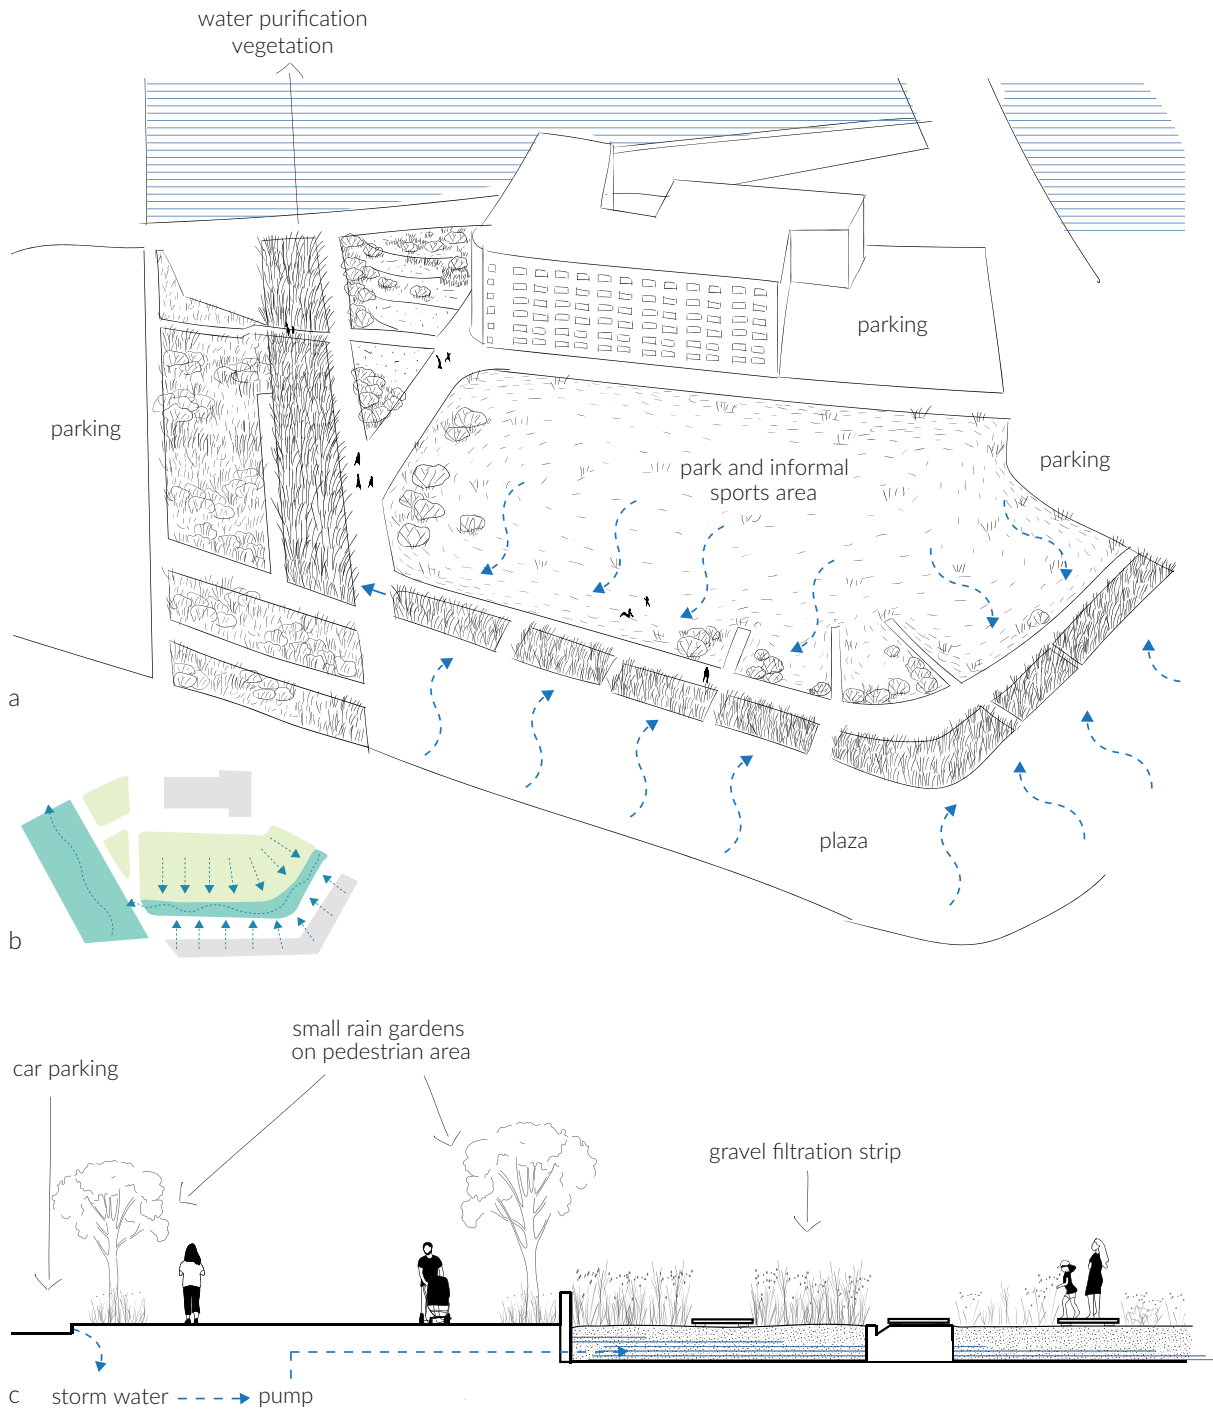 water purification
vegetation
parking
parking
park and informal
sports area
parking
a
plaza
b
small rain gardens
on pedestrian area
car parking
gravel filtration strip
c
storm water
pump